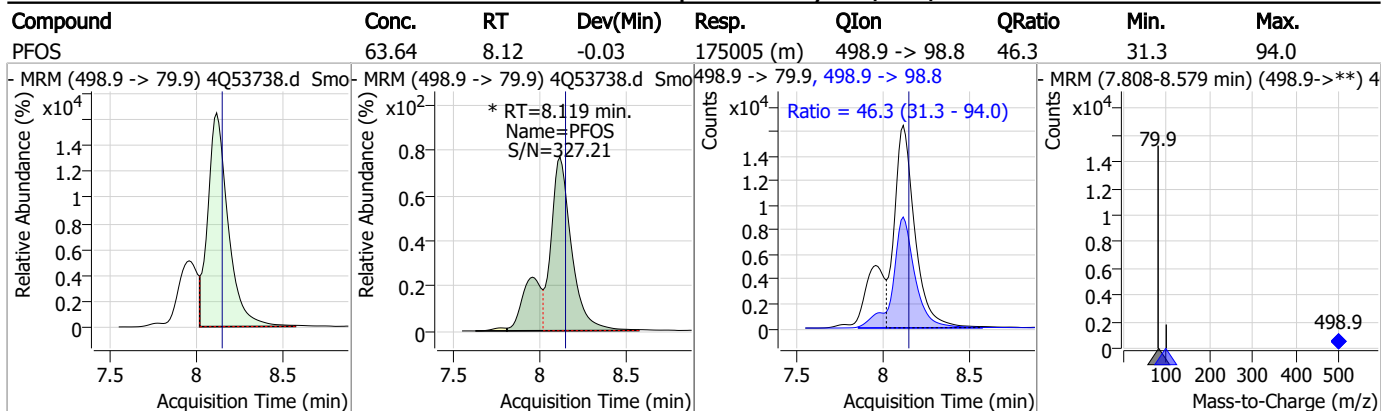 Compound Conc. RT Dev(Min) Resp. QIon QRatio Min. Max.
PFOS 63.64 8.12 -0.03 175005 (m) 498.9 -> 98.8 46.3 31.3 94.0
- MRM (498.9 -> 79.9) 4Q53738.d Smo
x10⁴
1.4
1.2
1
0.8
0.6
0.4
0.2
0
Relative Abundance (%)
7.5 8 8.5
Acquisition Time (min)
- MRM (498.9 -> 79.9) 4Q53738.d Smo
x10²
* RT=8.119 min.
Name=PFOS
S/N=327.21
0.8
0.6
0.4
0.2
0
Relative Abundance (%)
7.5 8 8.5
Acquisition Time (min)
498.9 -> 79.9, 498.9 -> 98.8
x10⁴
Ratio = 46.3 (31.3 - 94.0)
1.4
1.2
1
0.8
0.6
0.4
0.2
0
Counts
7.5 8 8.5
Acquisition Time (min)
- MRM (7.808-8.579 min) (498.9->**) 4
x10⁴
79.9
1.4
1.2
1
0.8
0.6
0.4
0.2
0
498.9
Counts
100 200 300 400 500
Mass-to-Charge (m/z)